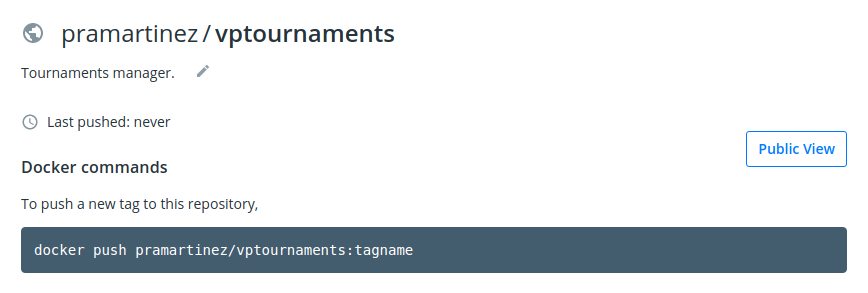 pramartinez / vptournaments
Tournaments manager.
Last pushed: never
Public View
Docker commands
To push a new tag to this repository,
docker push pramartinez/vptournaments:tagname